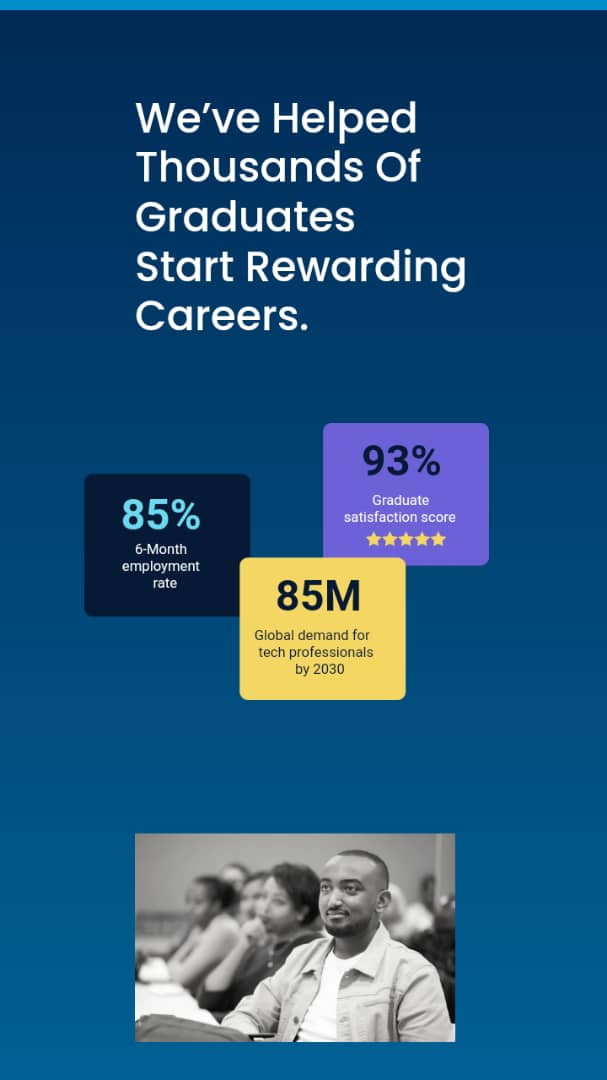 We’ve Helped
Thousands Of
Graduates
Start Rewarding
Careers.
93%
Graduate
satisfaction score
85%
6-Month
employment
rate
85M
Global demand for
tech professionals
by 2030